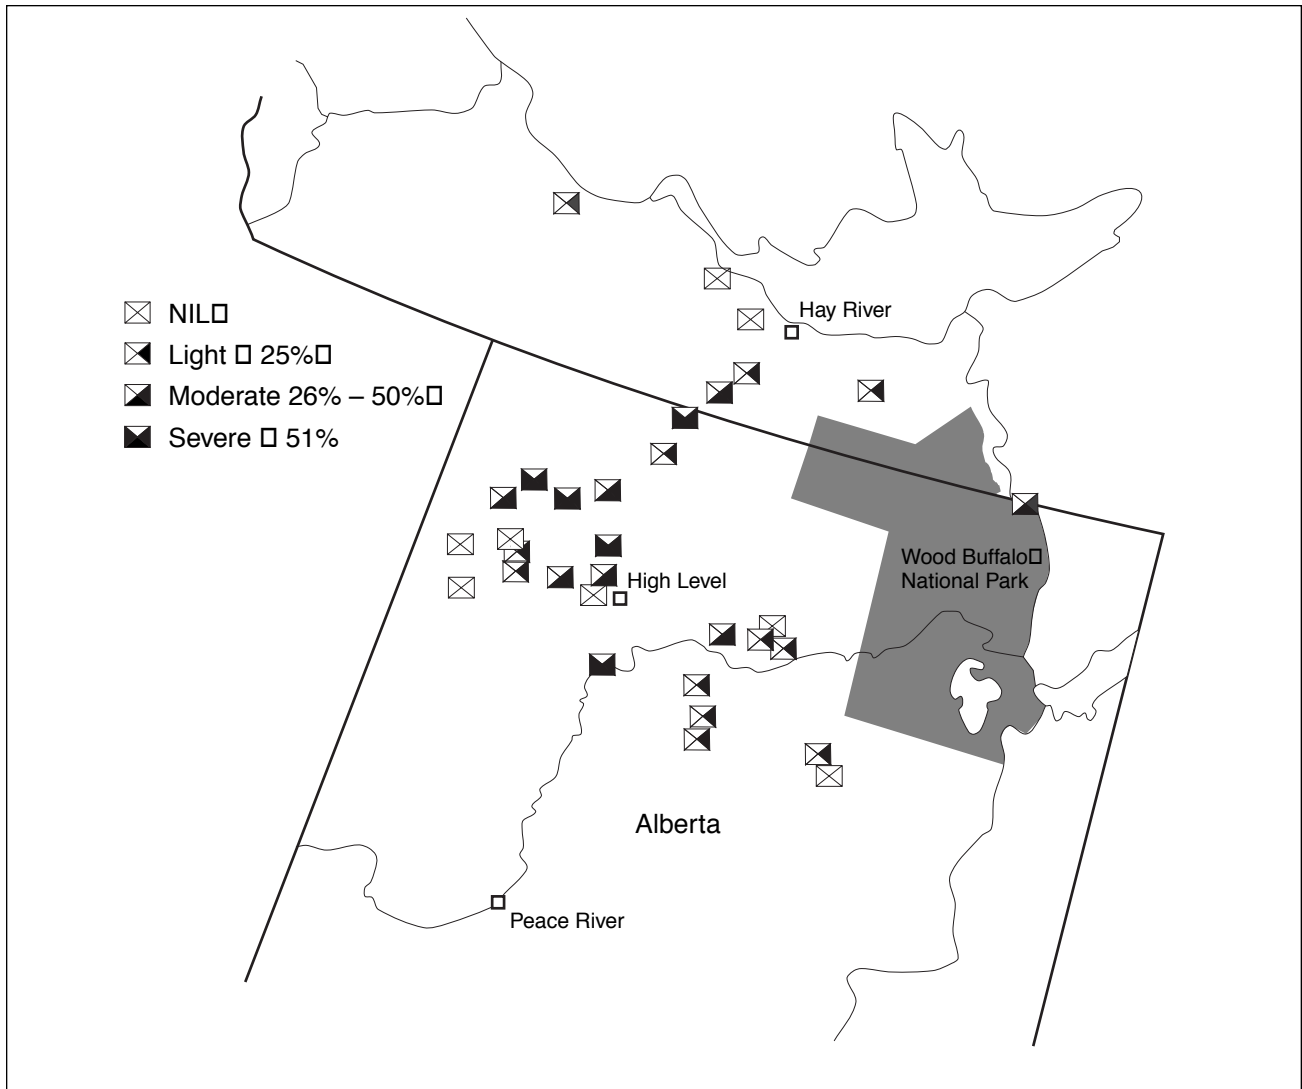 Hay River
NIL□
Light □ 25%□
Moderate 26% – 50%□
Severe □ 51%
Wood Buffalo□
National Park
High Level
Alberta
Peace River